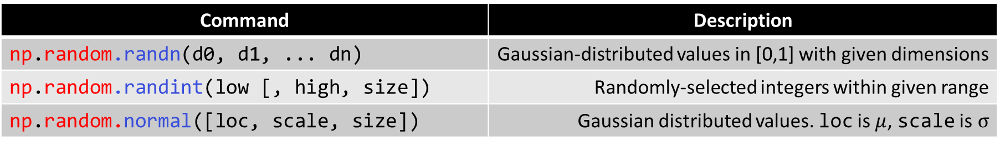 Command Description
np.random.randn(d0, d1, ... dn) Gaussian-distributed values in [0,1] with given dimensions
np.random.randint(low [, high, size]) Randomly-selected integers within given range
np.random.normal([loc, scale, size]) Gaussian distributed values. loc is μ, scale is σ